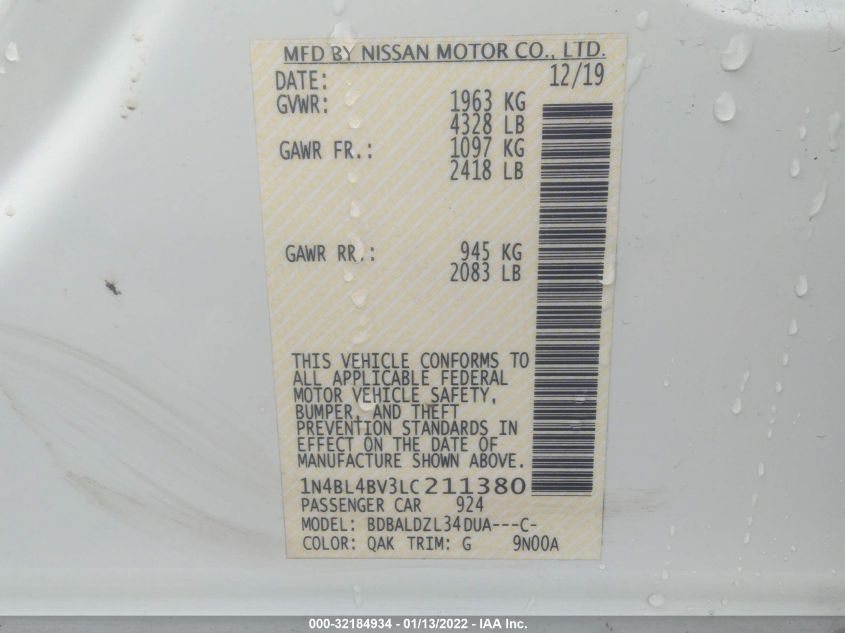 MFD BY NISSAN MOTOR CO., LTD.
DATE: 12/19
GVWR: 1963 KG
4328 LB
GAWR FR.: 1097 KG
2418 LB
GAWR RR.: 945 KG
2083 LB
THIS VEHICLE CONFORMS TO
ALL APPLICABLE FEDERAL
MOTOR VEHICLE SAFETY,
BUMPER, AND THEFT
PREVENTION STANDARDS IN
EFFECT ON THE DATE OF
MANUFACTURE SHOWN ABOVE.
1N4BL4BV3LC211380
PASSENGER CAR 924
MODEL: BDBALDZL34DUA---C-
COLOR: QAK TRIM: G 9N00A
000-32184934 - 01/13/2022 - IAA Inc.